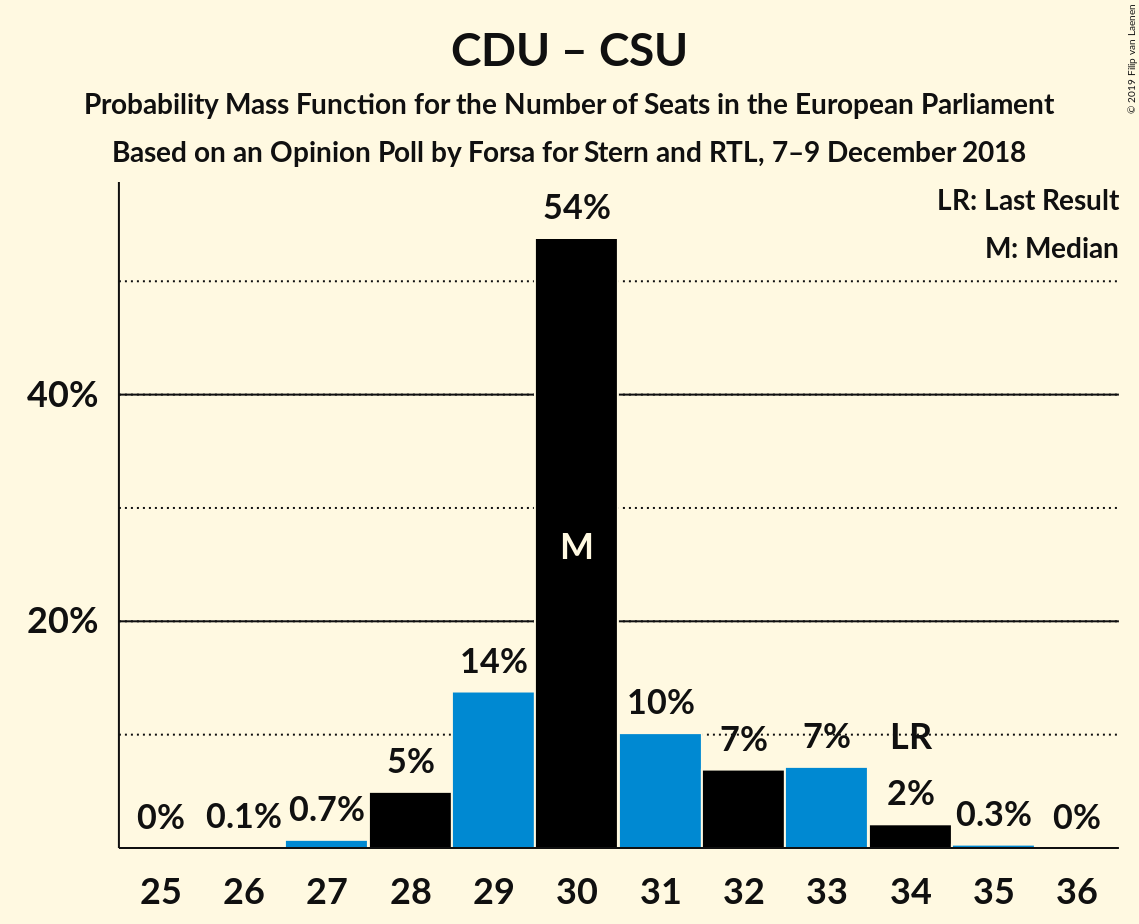 CDU – CSU
Probability Mass Function for the Number of Seats in the European Parliament
Based on an Opinion Poll by Forsa for Stern and RTL, 7–9 December 2018
© 2019 Filip van Laenen
LR: Last Result
M: Median
54%
40%
M
20%
14%
10%
7%
7%
LR
5%
2%
0%
0.1%
0.7%
0.3%
0%
25 26 27 28 29 30 31 32 33 34 35 36